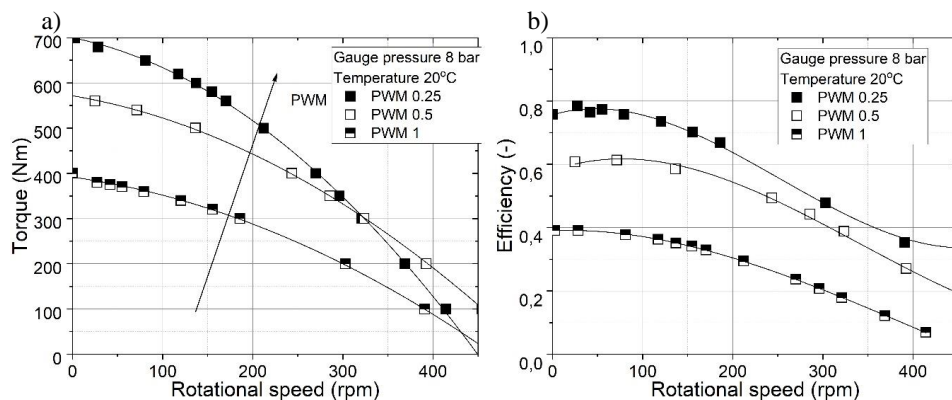 a)
700
600
500
400
300
200
100
0
Torque (Nm)
0 100 200 300 400
Rotational speed (rpm)
PWM
Gauge pressure 8 bar
Temperature 20°C
PWM 0.25
PWM 0.5
PWM 1
b)
1,0
0,8
0,6
0,4
0,2
0,0
Efficiency (-)
0 100 200 300 400
Rotational speed (rpm)
Gauge pressure 8 bar
Temperature 20°C
PWM 0.25
PWM 0.5
PWM 1